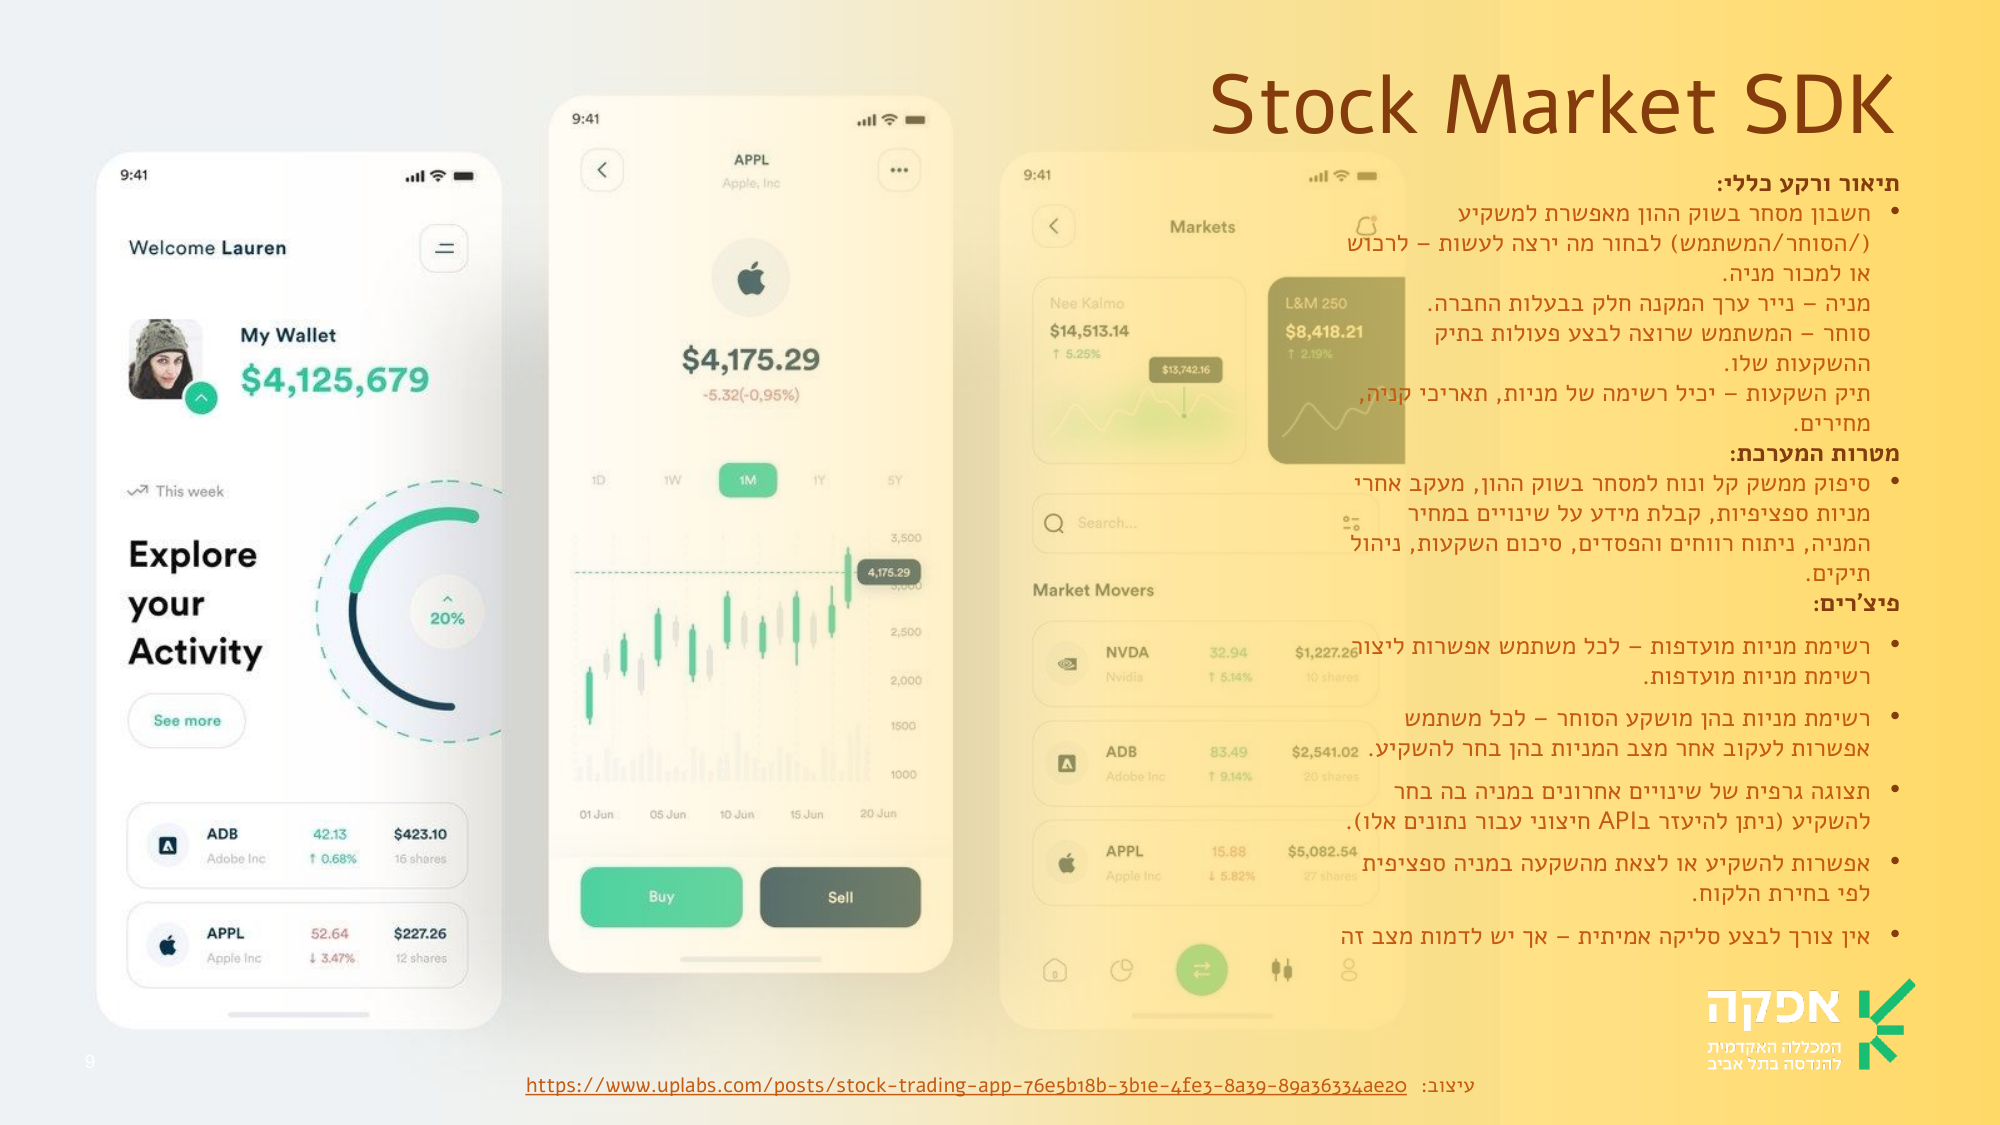 Stock Market SDK
תיאור ורקע כללי:
• חשבון מסחר בשוק ההון מאפשרת למשקיע
(/הסוחר/המשתמש) לבחור מה ירצה לעשות – לרכוש
או למכור מניה.
מניה – נייר ערך המקנה חלק בבעלות החברה.
סוחר – המשתמש שרוצה לבצע פעולות בתיק
ההשקעות שלו.
תיק השקעות – יכיל רשימה של מניות, תאריכי קניה,
מחירים.
מטרות המערכת:
• סיפוק ממשק קל ונוח למסחר בשוק ההון, מעקב אחרי
מניות ספציפיות, קבלת מידע על שינויים במחיר
המניה, ניתוח רווחים והפסדים, סיכום השקעות, ניהול
תיקים.
פיצ'רים:
• רשימת מניות מועדפות – לכל משתמש אפשרות ליצור
רשימת מניות מועדפות.
• רשימת מניות בהן מושקע הסוחר – לכל משתמש
אפשרות לעקוב אחר מצב המניות בהן בחר להשקיע.
• תצוגה גרפית של שינויים אחרונים במניה בה בחר
להשקיע (ניתן להיעזר בAPI חיצוני עבור נתונים אלו).
• אפשרות להשקיע או לצאת מהשקעה במניה ספציפית
לפי בחירת הלקוח.
• אין צורך לבצע סליקה אמיתית – אך יש לדמות מצב זה
9:41
Welcome Lauren
My Wallet
$4,125,679
This week
Explore
your
Activity
20%
See more
ADB 42.13 $423.10
Adobe Inc ↑ 0.68% 16 shares
APPL 52.64 $227.26
Apple Inc ↓ 3.47% 12 shares
9:41
APPL
Apple, Inc
$4,175.29
-5.32(-0,95%)
1D 1W 1M 1Y 5Y
3,500
4,175.29
3,000
2,500
2,000
1500
1000
01 Jun 05 Jun 10 Jun 15 Jun 20 Jun
Buy Sell
9:41
Markets
Nee Kalmo L&M 250
$14,513.14 $8,418.21
↑ 5.25% ↑ 2.19%
$13,742.16
Search...
Market Movers
NVDA 32.94 $1,227.26
Nvidia ↑ 5.14% 10 shares
ADB 83.49 $2,541.02
Adobe Inc ↑ 9.14% 20 shares
APPL 15.88 $5,082.54
Apple Inc ↓ 5.82% 27 shares
אפקה
המכללה האקדמית
להנדסה בתל אביב
9
עיצוב: https://www.uplabs.com/posts/stock-trading-app-76e5b18b-3b1e-4fe3-8a39-89a36334ae20